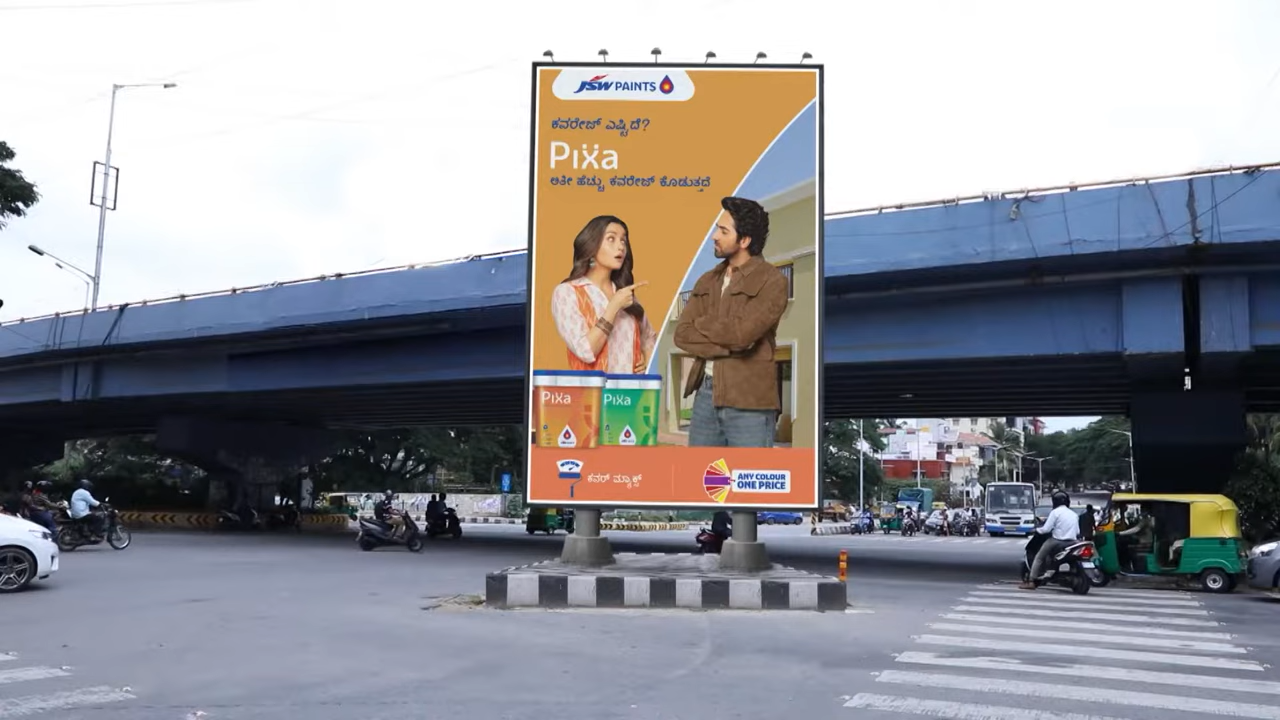 JSW PAINTS
ಕವರೇಜ್ ಎಷ್ಟಿದೆ?
Pixa
ಅತೀ ಹೆಚ್ಚು ಕವರೇಜ್ ಕೊಡುತ್ತದೆ
Pixa
Pixa
ಕವರ್ ಮ್ಯಾಕ್ಸ್
ANY COLOUR
ONE PRICE